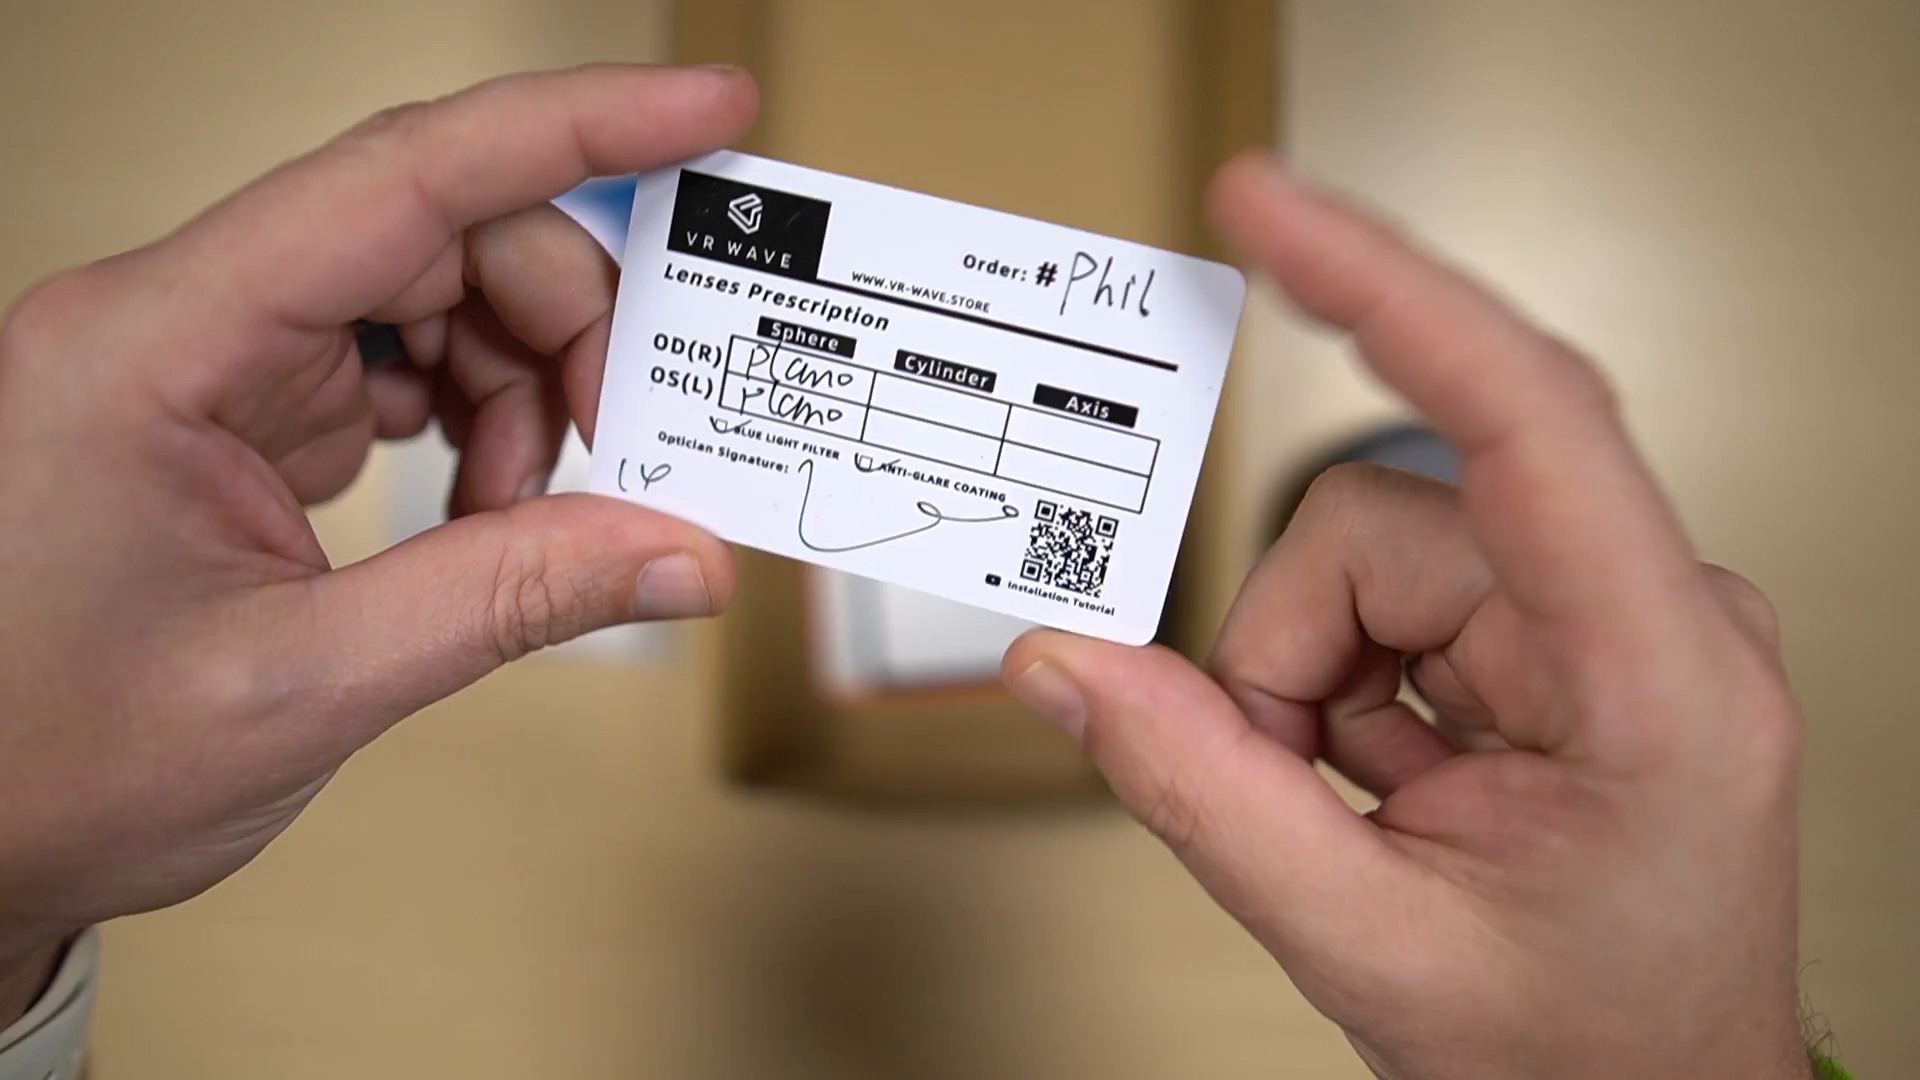 VR WAVE
Order: # Phil
WWW.VR-WAVE.STORE
Lenses Prescription
Sphere Cylinder Axis
OD(R) Plano
OS(L) Plano
BLUE LIGHT FILTER ANTI-GLARE COATING
Optician Signature:
Installation Tutorial